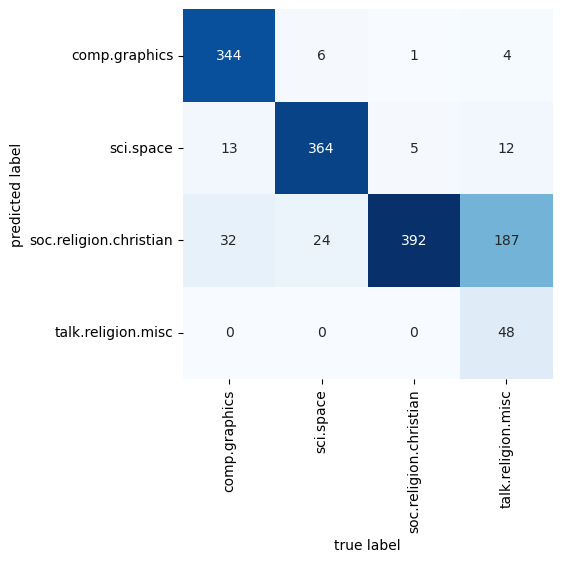 comp.graphics 344 6 1 4
sci.space 13 364 5 12
soc.religion.christian 32 24 392 187
talk.religion.misc 0 0 0 48
predicted label
comp.graphics
sci.space
soc.religion.christian
talk.religion.misc
true label